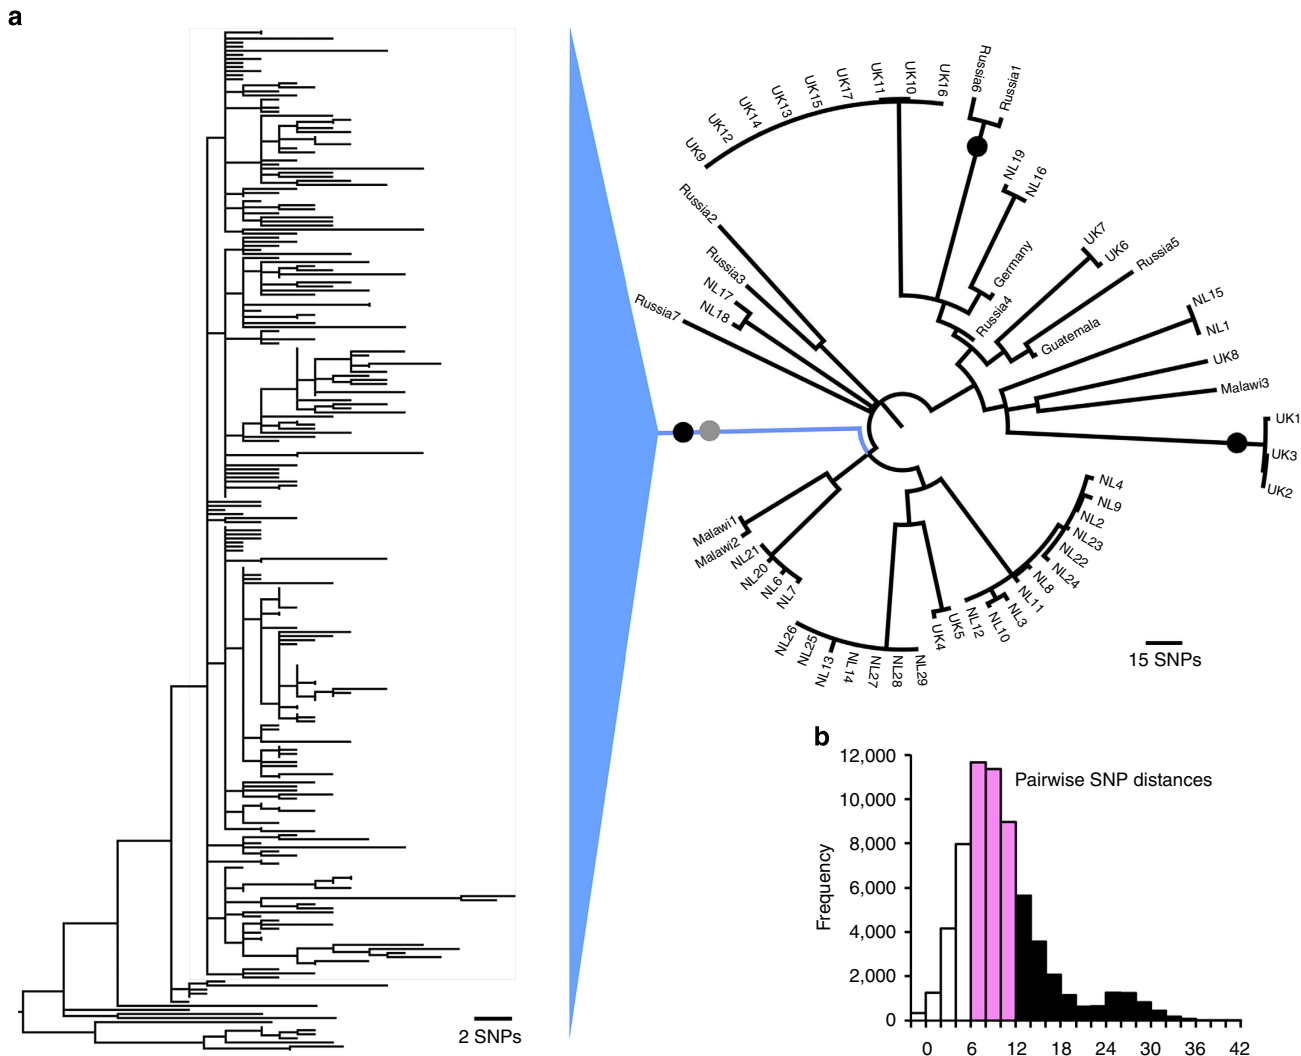 a
2 SNPs
UK9
UK12
UK14
UK13
UK15
UK17
UK11
UK10
UK16
Russia6
Russia1
NL19
NL16
Germany
Russia4
UK7
UK6
Russia5
Guatemala
NL15
NL1
UK8
Malawi3
UK1
UK3
UK2
Russia2
Russia3
NL17
NL18
Russia7
Malawi1
Malawi2
NL21
NL20
NL6
NL7
NL26
NL25
NL13
NL14
NL27
NL28
NL29
UK4
UK5
NL12
NL10
NL3
NL11
NL8
NL24
NL22
NL23
NL2
NL9
NL4
15 SNPs
b
Pairwise SNP distances
Frequency
12,000
10,000
8,000
6,000
4,000
2,000
0
0 6 12 18 24 30 36 42